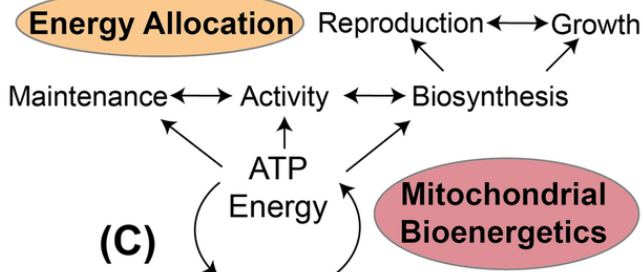 Energy Allocation
Reproduction Growth
Maintenance Activity Biosynthesis
ATP
Energy
Mitochondrial
Bioenergetics
(C)